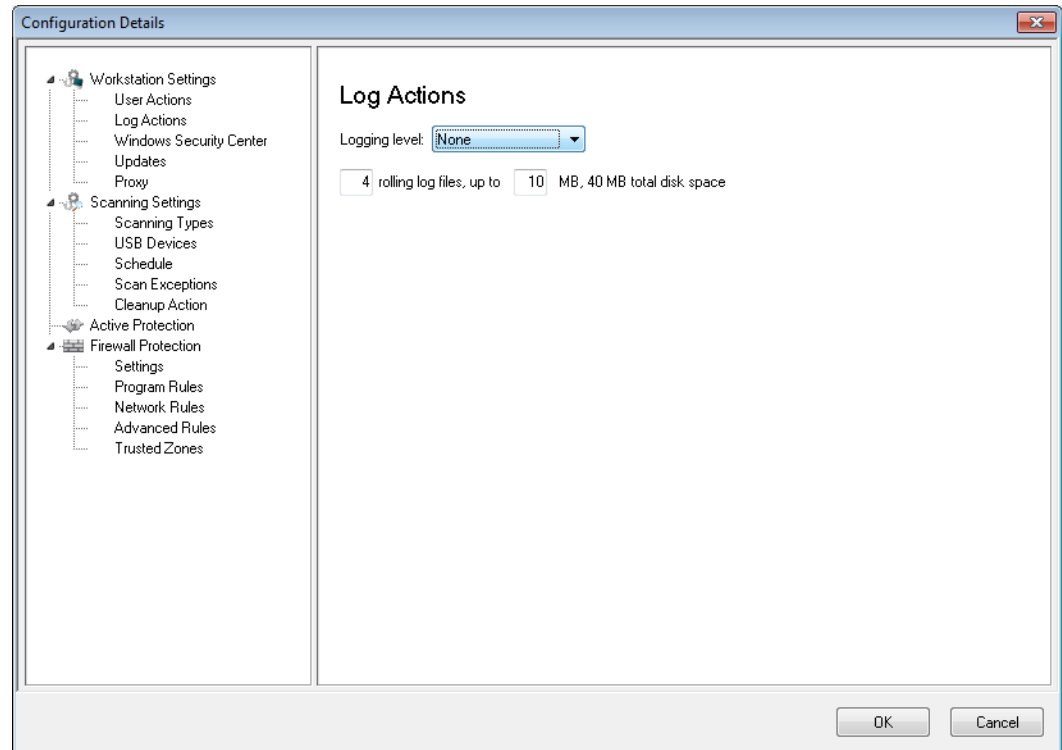 Configuration Details
Workstation Settings
User Actions
Log Actions
Windows Security Center
Updates
Proxy
Scanning Settings
Scanning Types
USB Devices
Schedule
Scan Exceptions
Cleanup Action
Active Protection
Firewall Protection
Settings
Program Rules
Network Rules
Advanced Rules
Trusted Zones
Log Actions
Logging level: None
4 rolling log files, up to 10 MB, 40 MB total disk space
OK Cancel